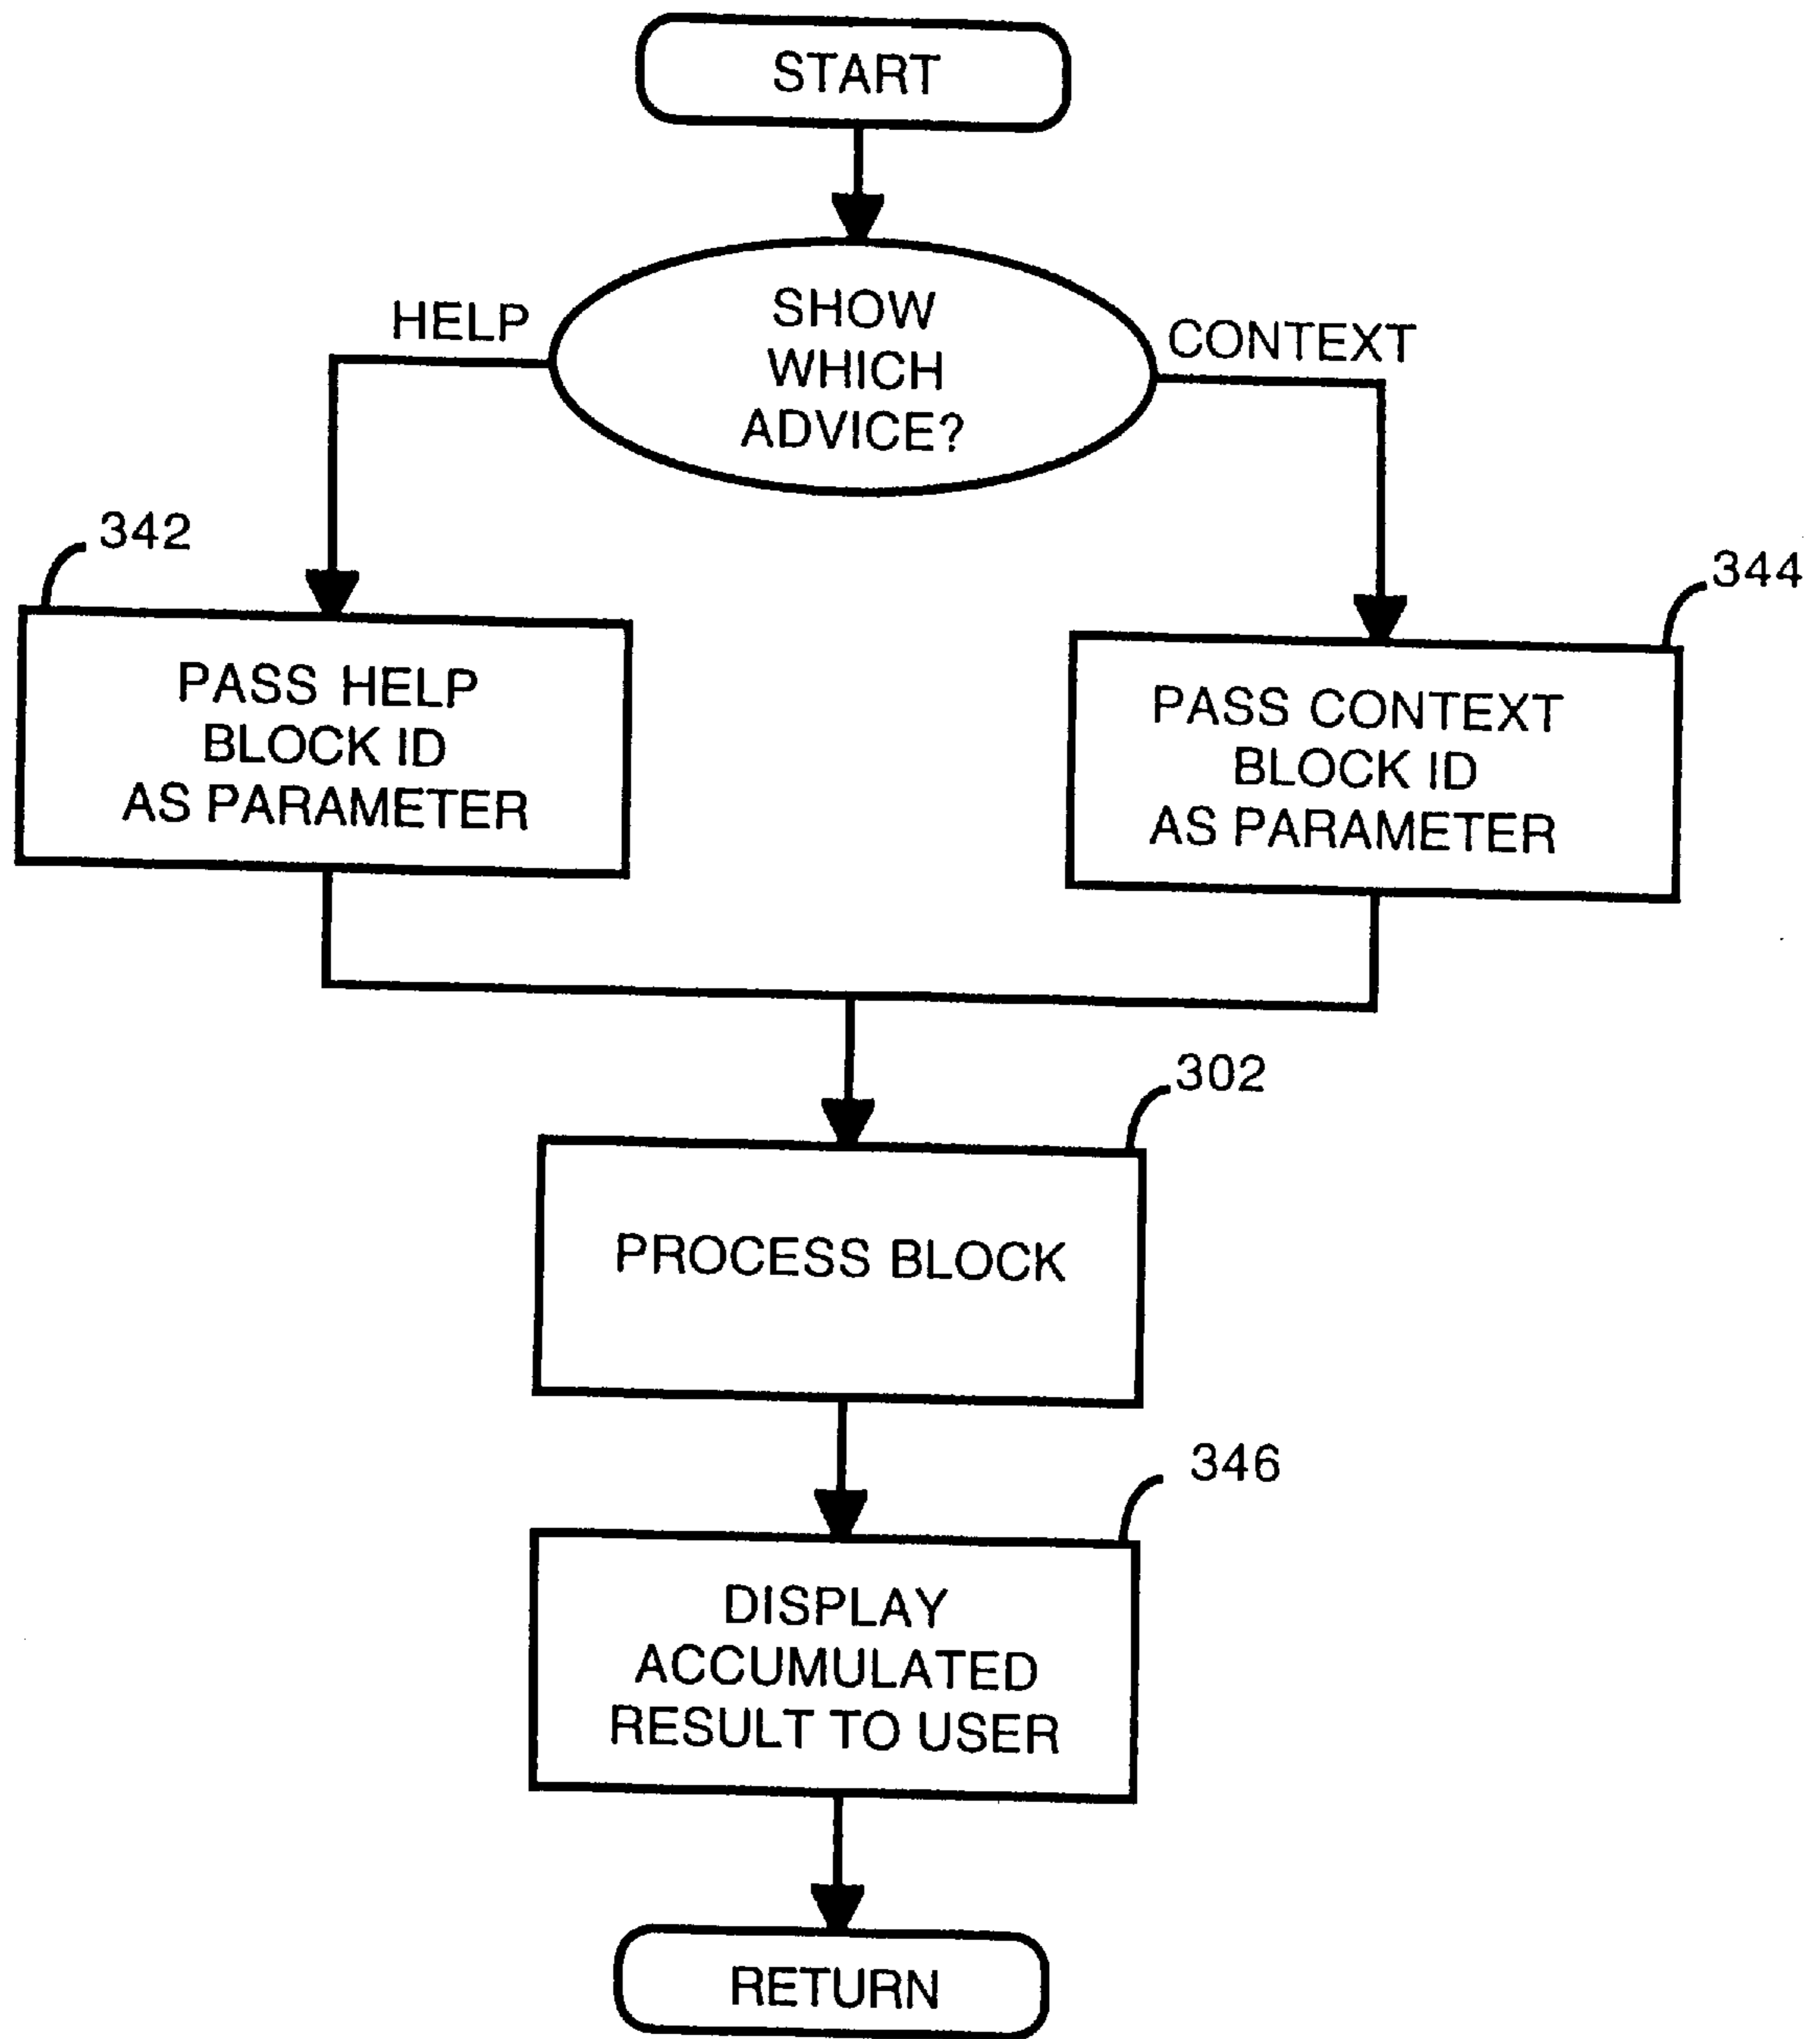 START
SHOW
WHICH
ADVICE?
HELP
CONTEXT
342
344
PASS HELP
BLOCK ID
AS PARAMETER
PASS CONTEXT
BLOCK ID
AS PARAMETER
302
PROCESS BLOCK
346
DISPLAY
ACCUMULATED
RESULT TO USER
RETURN